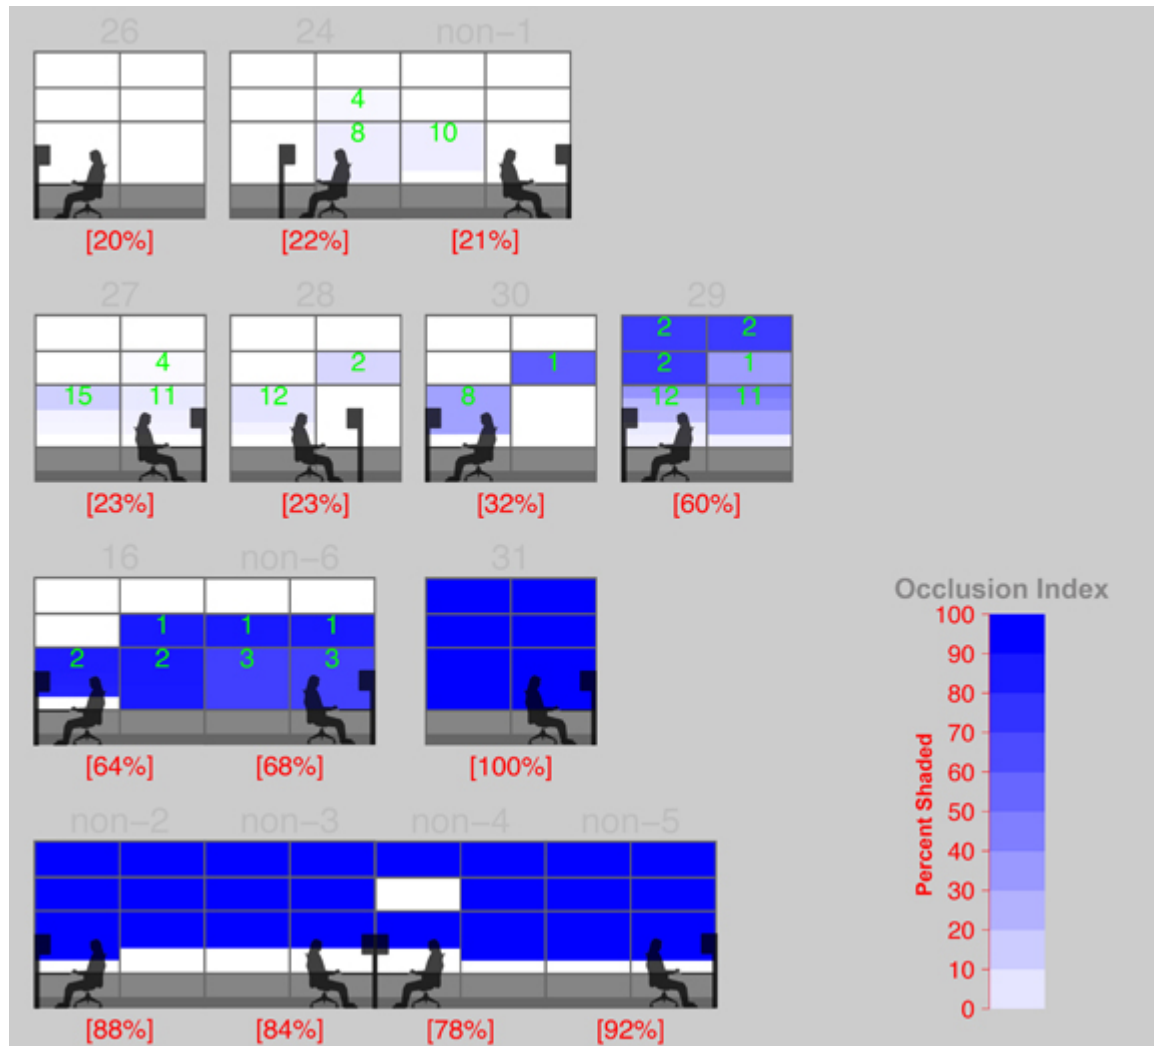 26 24 non-1
4
8 10
[20%] [22%] [21%]
27 28 30 29
2 2
4 2 1 2 1
15 11 12 8 12 11
[23%] [23%] [32%] [60%]
16 non-6 31
1 1 1
2 2 3 3
[64%] [68%] [100%]
non-2 non-3 non-4 non-5
[88%] [84%] [78%] [92%]
Occlusion Index
Percent Shaded
100
90
80
70
60
50
40
30
20
10
0